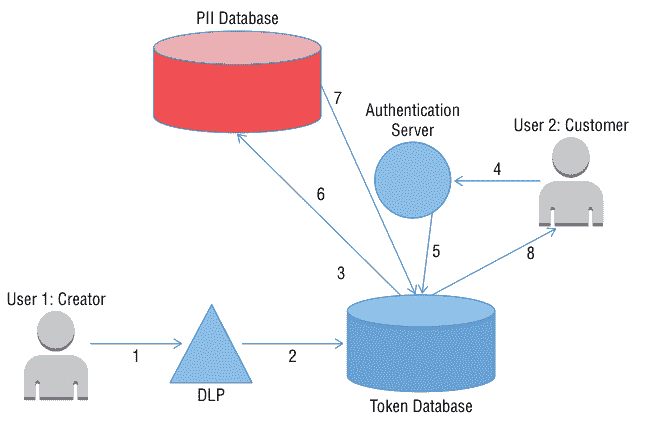 PII Database
7
Authentication
Server
User 2: Customer
4
6
5
8
3
User 1: Creator
1
2
DLP
Token Database